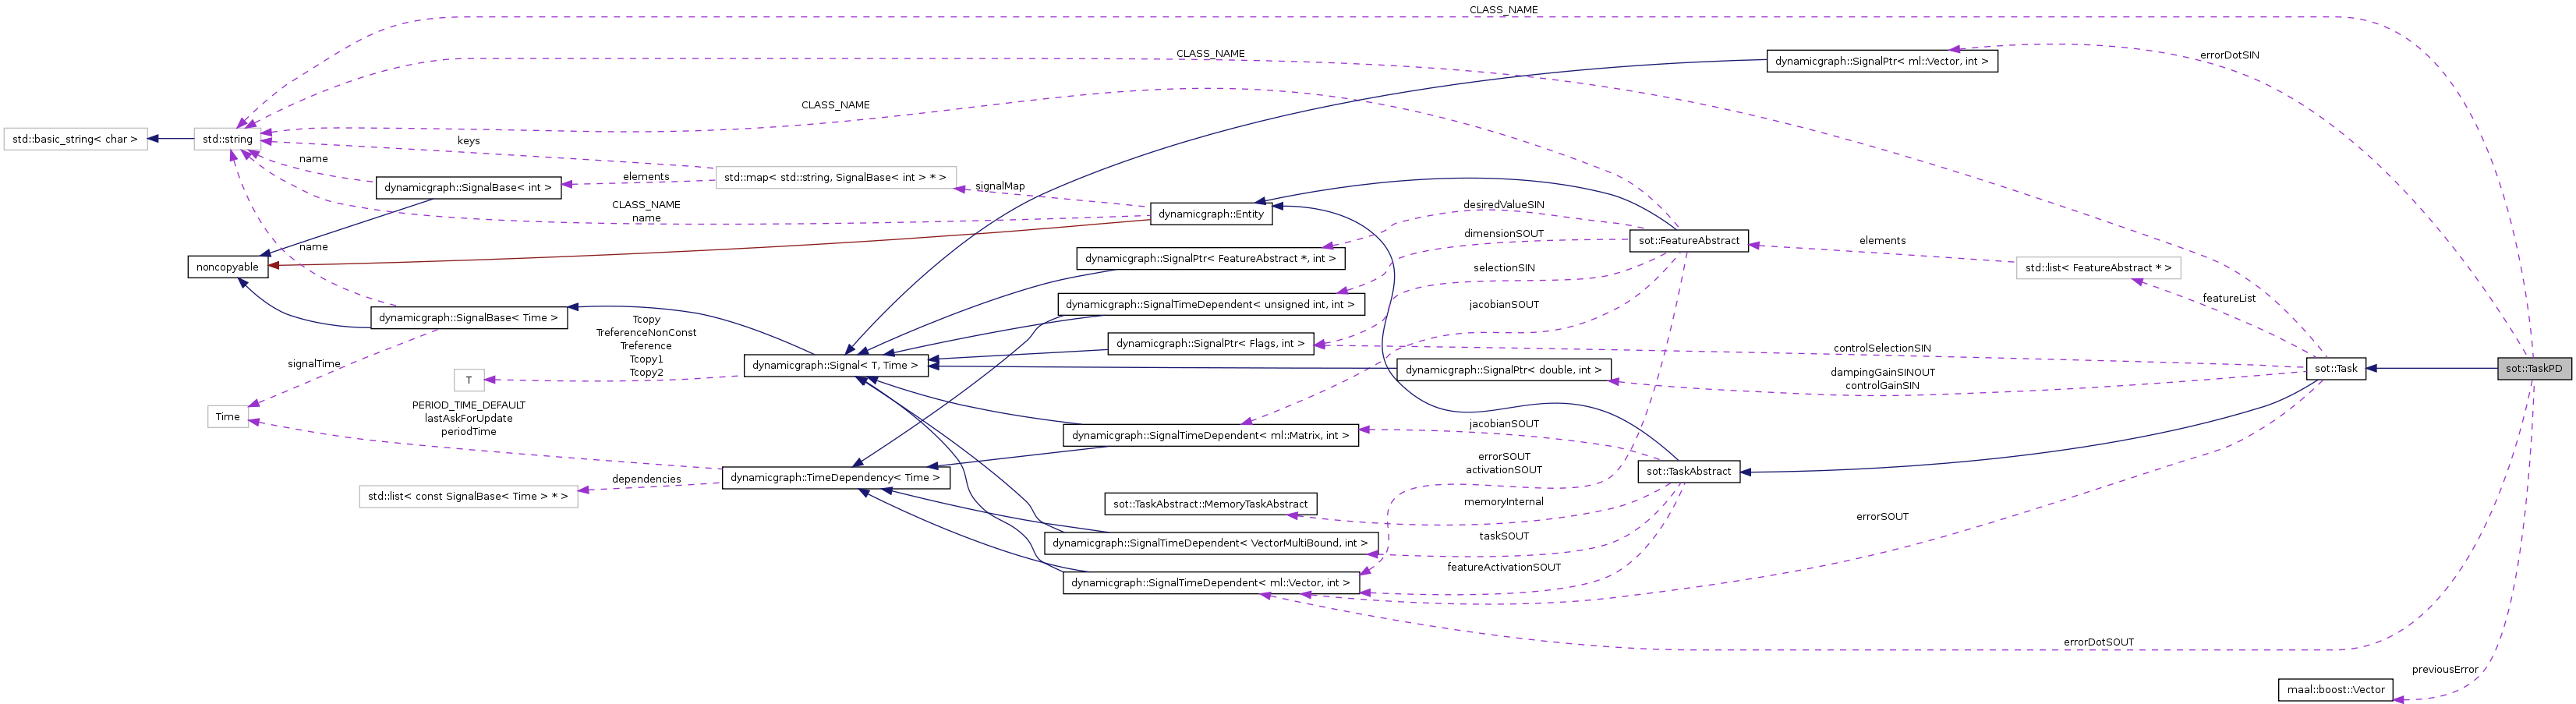 CLASS_NAME
CLASS_NAME
errorDotSIN
dynamicgraph::SignalPtr< ml::Vector, int >
CLASS_NAME
std::basic_string< char >
std::string
keys
name
dynamicgraph::SignalBase< int >
elements
std::map< std::string, SignalBase< int > * >
signalMap
CLASS_NAME
name
dynamicgraph::Entity
desiredValueSIN
dimensionSOUT
selectionSIN
jacobianSOUT
sot::FeatureAbstract
elements
std::list< FeatureAbstract * >
featureList
name
noncopyable
dynamicgraph::SignalPtr< FeatureAbstract *, int >
dynamicgraph::SignalTimeDependent< unsigned int, int >
dynamicgraph::SignalBase< Time >
Tcopy
TreferenceNonConst
Treference
Tcopy1
Tcopy2
dynamicgraph::SignalPtr< Flags, int >
controlSelectionSIN
signalTime
T
dynamicgraph::Signal< T, Time >
dynamicgraph::SignalPtr< double, int >
dampingGainSINOUT
controlGainSIN
sot::Task
sot::TaskPD
Time
PERIOD_TIME_DEFAULT
lastAskForUpdate
periodTime
dynamicgraph::SignalTimeDependent< ml::Matrix, int >
jacobianSOUT
errorSOUT
activationSOUT
sot::TaskAbstract
dynamicgraph::TimeDependency< Time >
dependencies
std::list< const SignalBase< Time > * >
sot::TaskAbstract::MemoryTaskAbstract
memoryInternal
errorSOUT
taskSOUT
dynamicgraph::SignalTimeDependent< VectorMultiBound, int >
featureActivationSOUT
dynamicgraph::SignalTimeDependent< ml::Vector, int >
errorDotSOUT
previousError
maal::boost::Vector